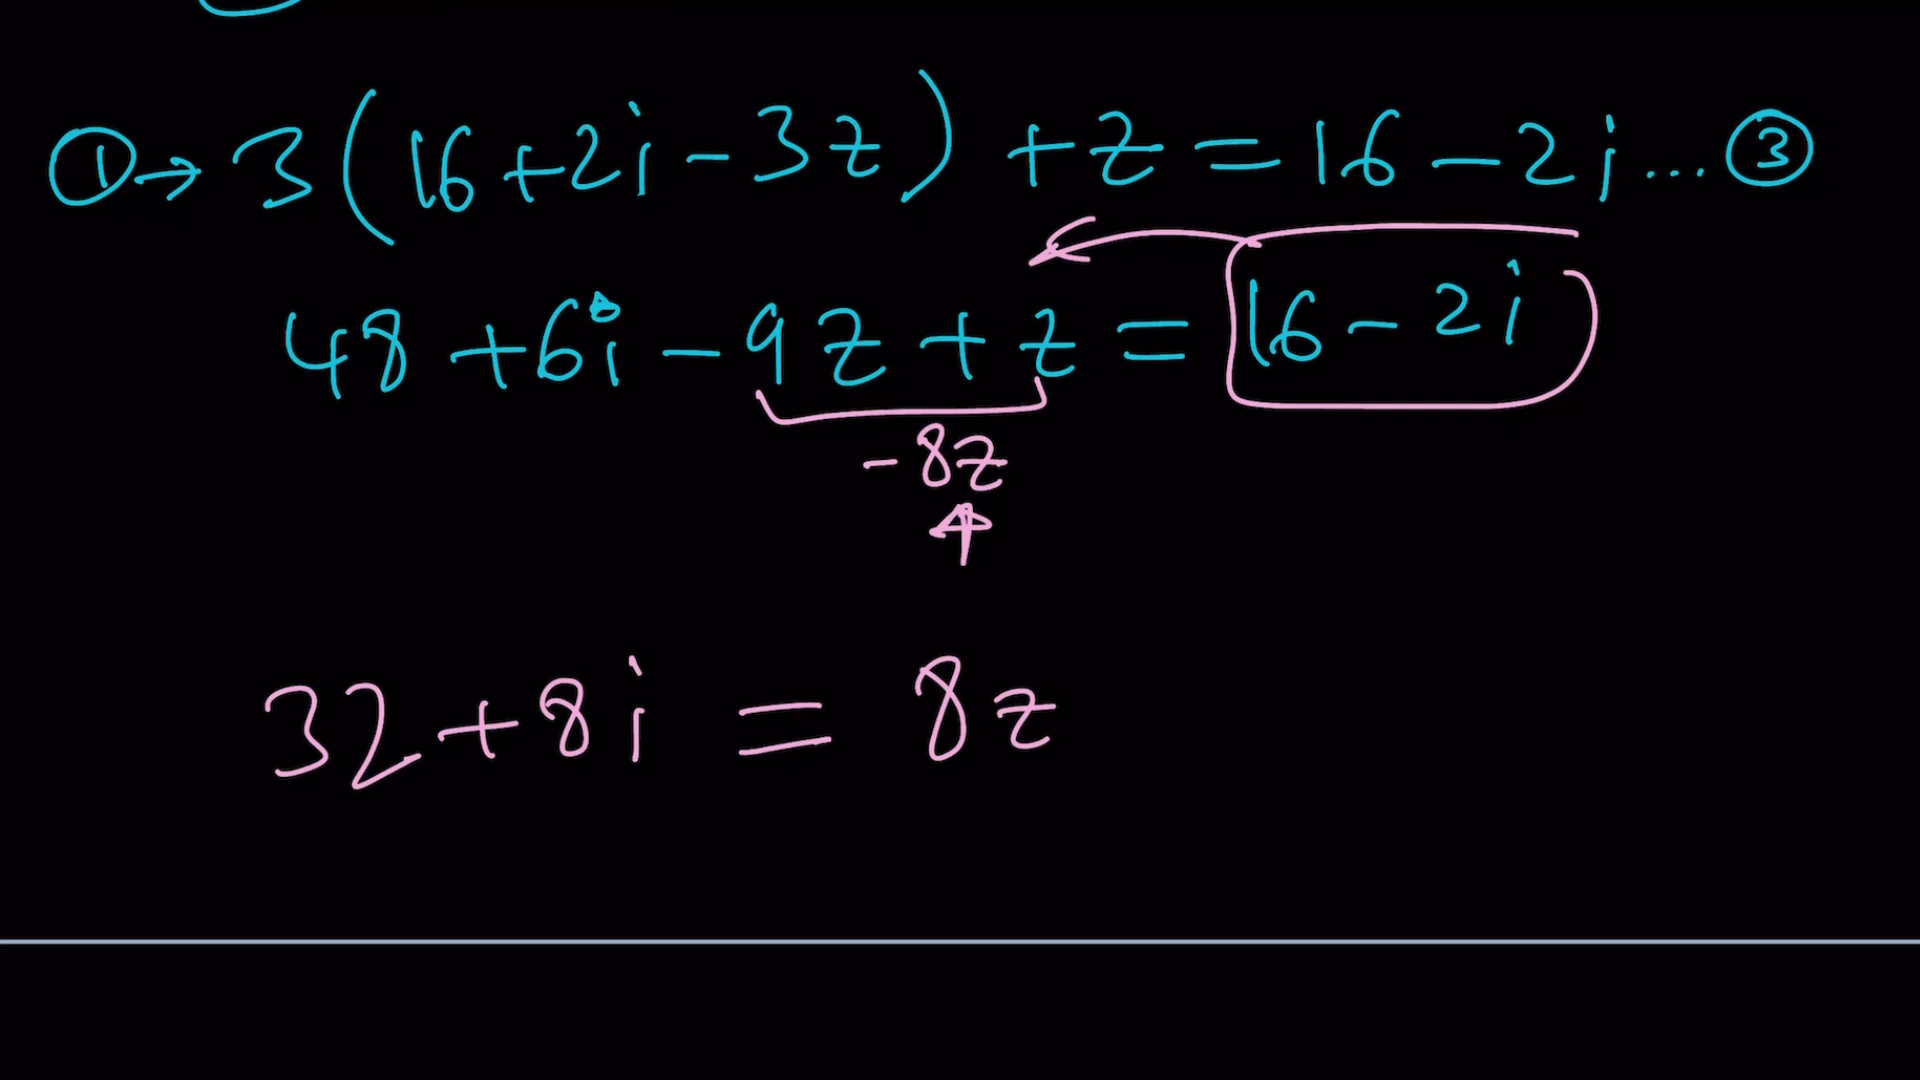 ① → 3(16+2i-3z)+z=16-2i...③
48+6i-9z+z=16-2i
-8z
32+8i=8z